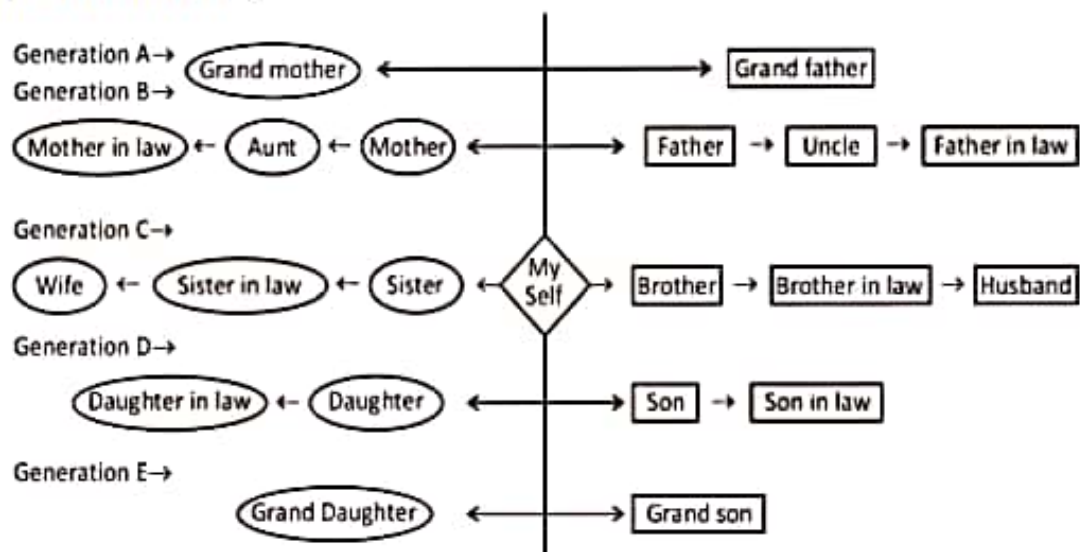 Generation A→
Grand mother Grand father
Generation B→
Mother in law Aunt Mother Father Uncle Father in law
Generation C→
Wife Sister in law Sister My Self Brother Brother in law Husband
Generation D→
Daughter in law Daughter Son Son in law
Generation E→
Grand Daughter Grand son